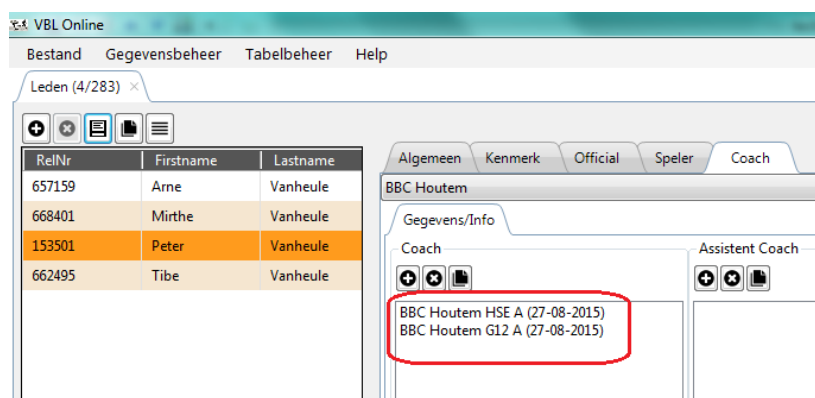 VBL Online
Bestand Gegevensbeheer Tabelbeheer Help
Leden (4/283)
RelNr Firstname Lastname
657159 Arne Vanheule
668401 Mirthe Vanheule
153501 Peter Vanheule
662495 Tibe Vanheule
Algemeen Kenmerk Official Speler Coach
BBC Houtem
Gegevens/Info
Coach
BBC Houtem HSE A (27-08-2015)
BBC Houtem G12 A (27-08-2015)
Assistent Coach